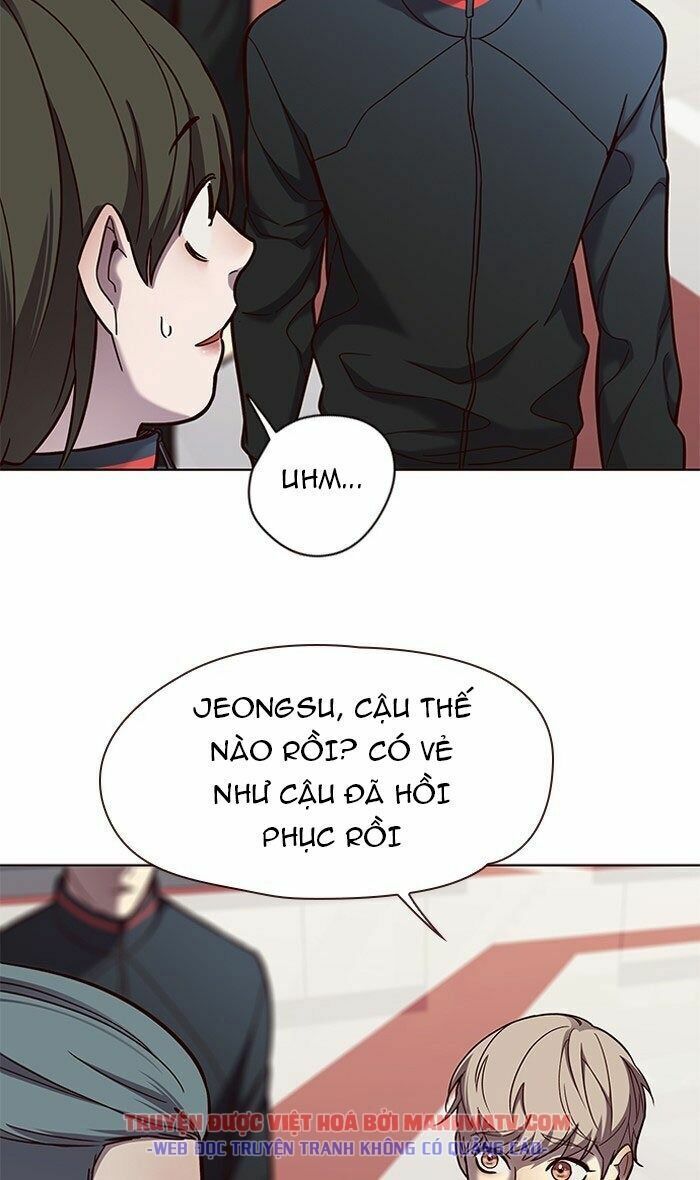 UHM...
JEONGSU, CẬU THẾ
NÀO RỒI? CÓ VẺ
NHƯ CẬU ĐÃ HỒI
PHỤC RỒI
TRUYỆN ĐƯỢC VIỆT HOÁ BỞI MANHWATV.COM
-WEB ĐỌC TRUYỆN TRANH KHÔNG CÓ QUẢNG CÁO-